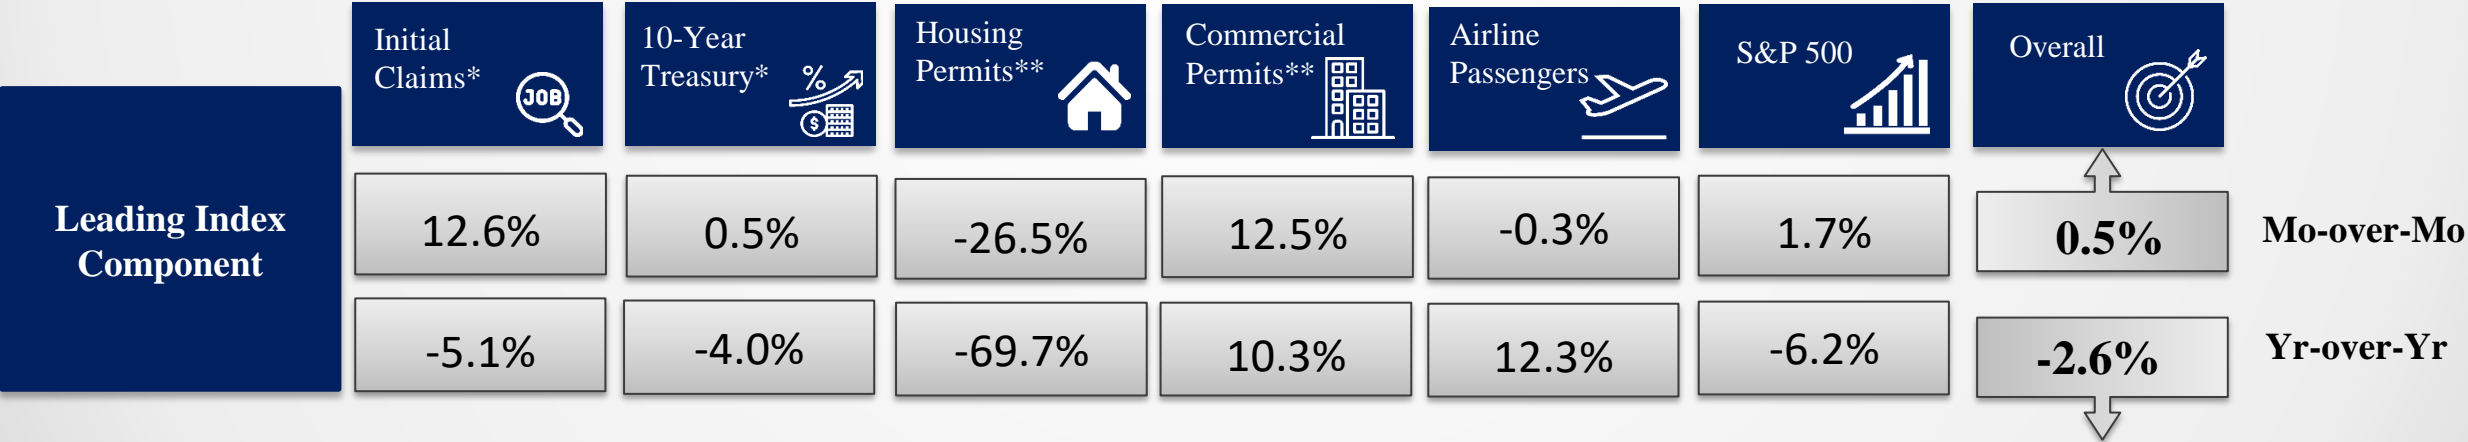 Initial
Claims*
JOB
10-Year
Treasury*
%
$
Housing
Permits**
Commercial
Permits**
Airline
Passengers
S&P 500
Overall
Leading Index
Component
12.6%
0.5%
-26.5%
12.5%
-0.3%
1.7%
0.5%
Mo-over-Mo
-5.1%
-4.0%
-69.7%
10.3%
12.3%
-6.2%
-2.6%
Yr-over-Yr